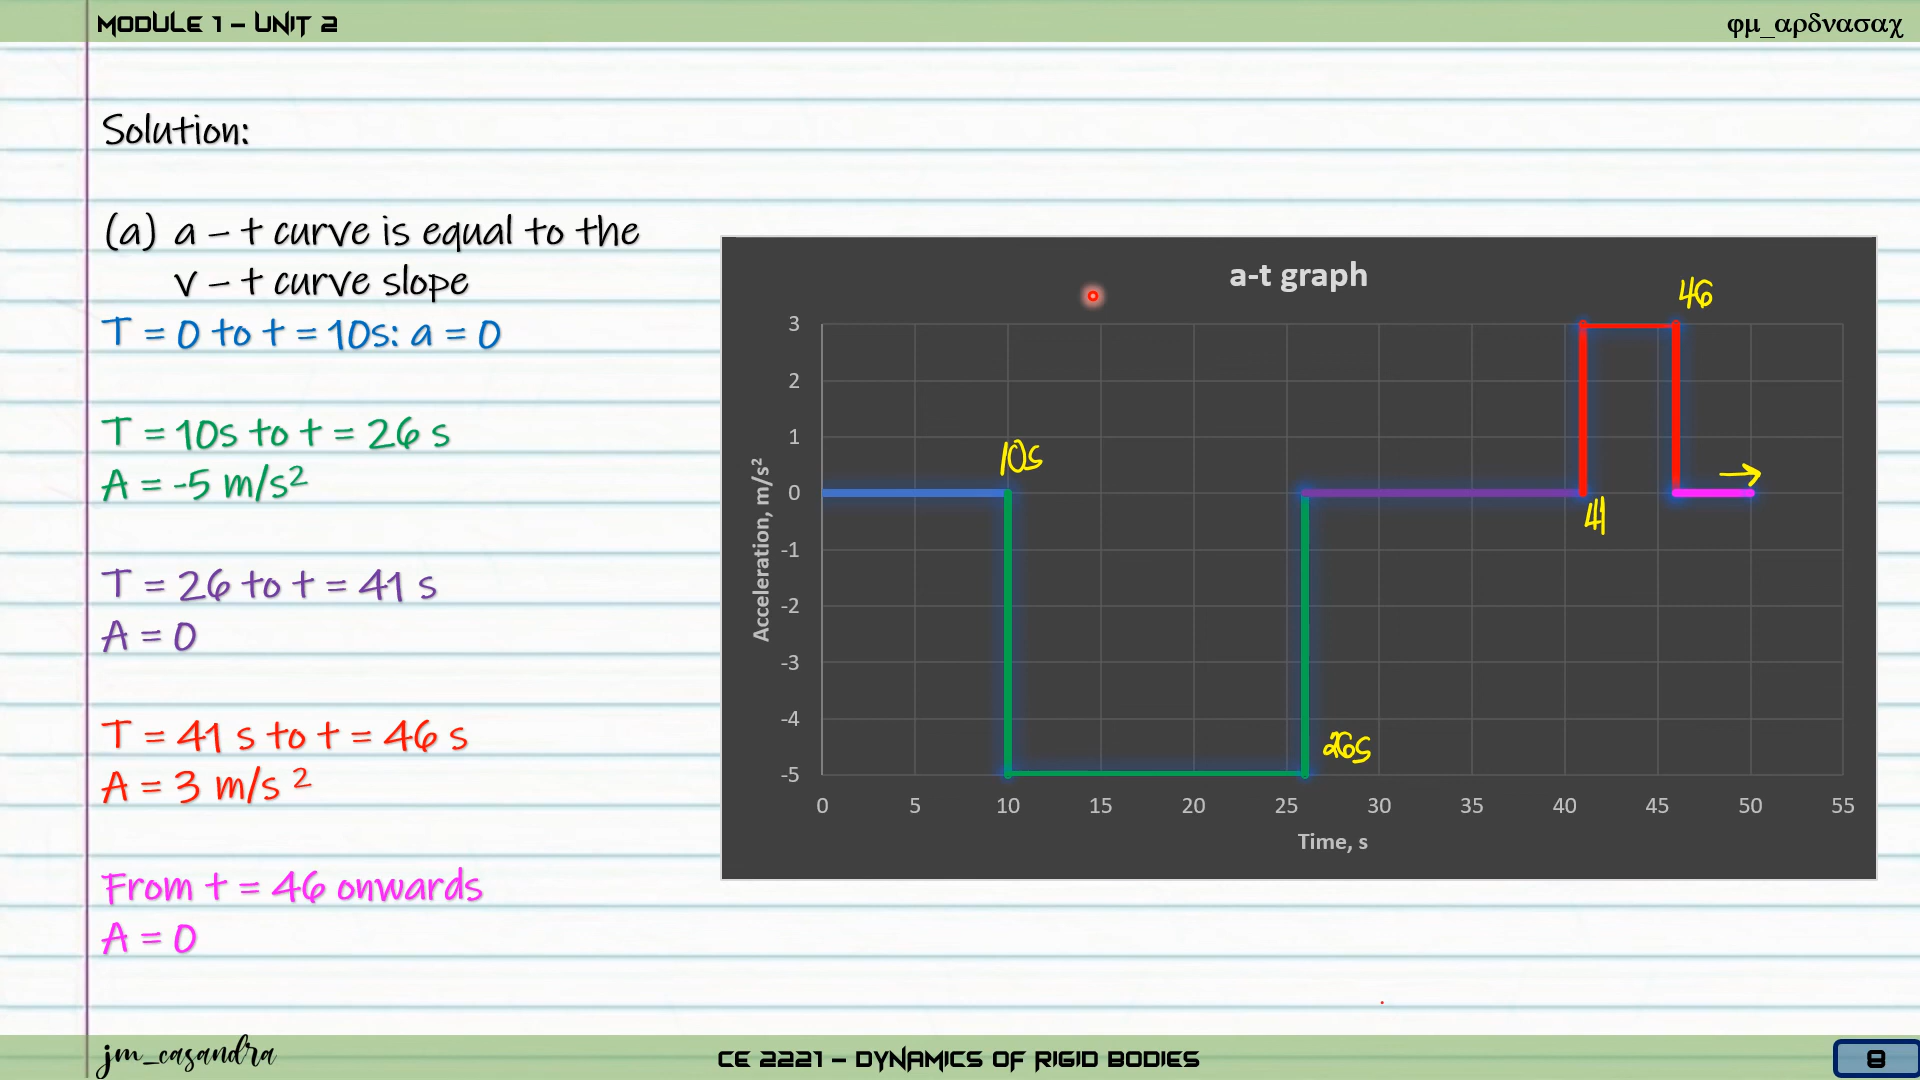 MODULE 1 – UNIT 2
φμ_αρδνασαχ
Solution:
(a) a – t curve is equal to the
v – t curve slope
T = 0 to t = 10s: a = 0
T = 10s to t = 26 s
A = -5 m/s²
T = 26 to t = 41 s
A = 0
T = 41 s to t = 46 s
A = 3 m/s ²
From t = 46 onwards
A = 0
a-t graph
46
3
2
1
10s
0
41
-1
-2
-3
-4
26s
-5
Acceleration, m/s²
0 5 10 15 20 25 30 35 40 45 50 55
Time, s
jm_casandra
CE 2221 – DYNAMICS OF RIGID BODIES
8